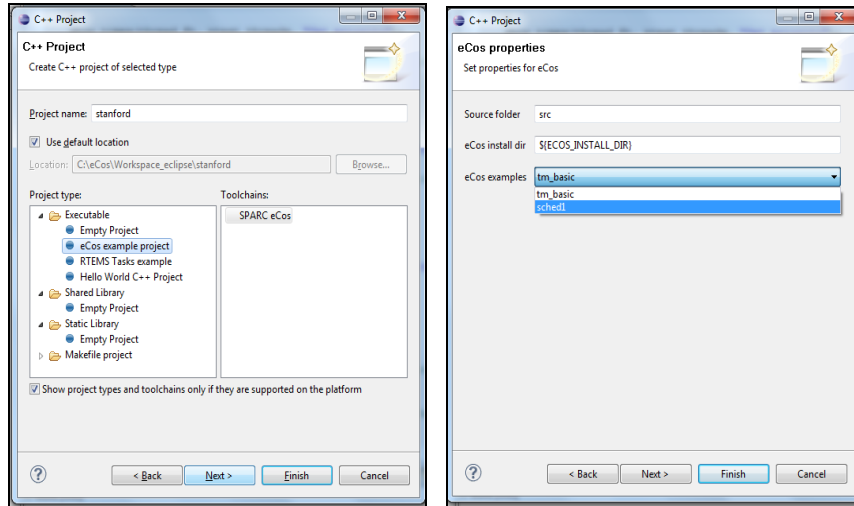 C++ Project
C++ Project
Create C++ project of selected type
Project name: stanford
Use default location
Location: C:\eCos\Workspace_eclipse\stanford Browse...
Project type: Toolchains:
Executable SPARC eCos
Empty Project
eCos example project
RTEMS Tasks example
Hello World C++ Project
Shared Library
Empty Project
Static Library
Empty Project
Makefile project
Show project types and toolchains only if they are supported on the platform
? < Back Next > Finish Cancel
C++ Project
eCos properties
Set properties for eCos
Source folder src
eCos install dir ${ECOS_INSTALL_DIR}
eCos examples tm_basic
tm_basic
sched1
? < Back Next > Finish Cancel